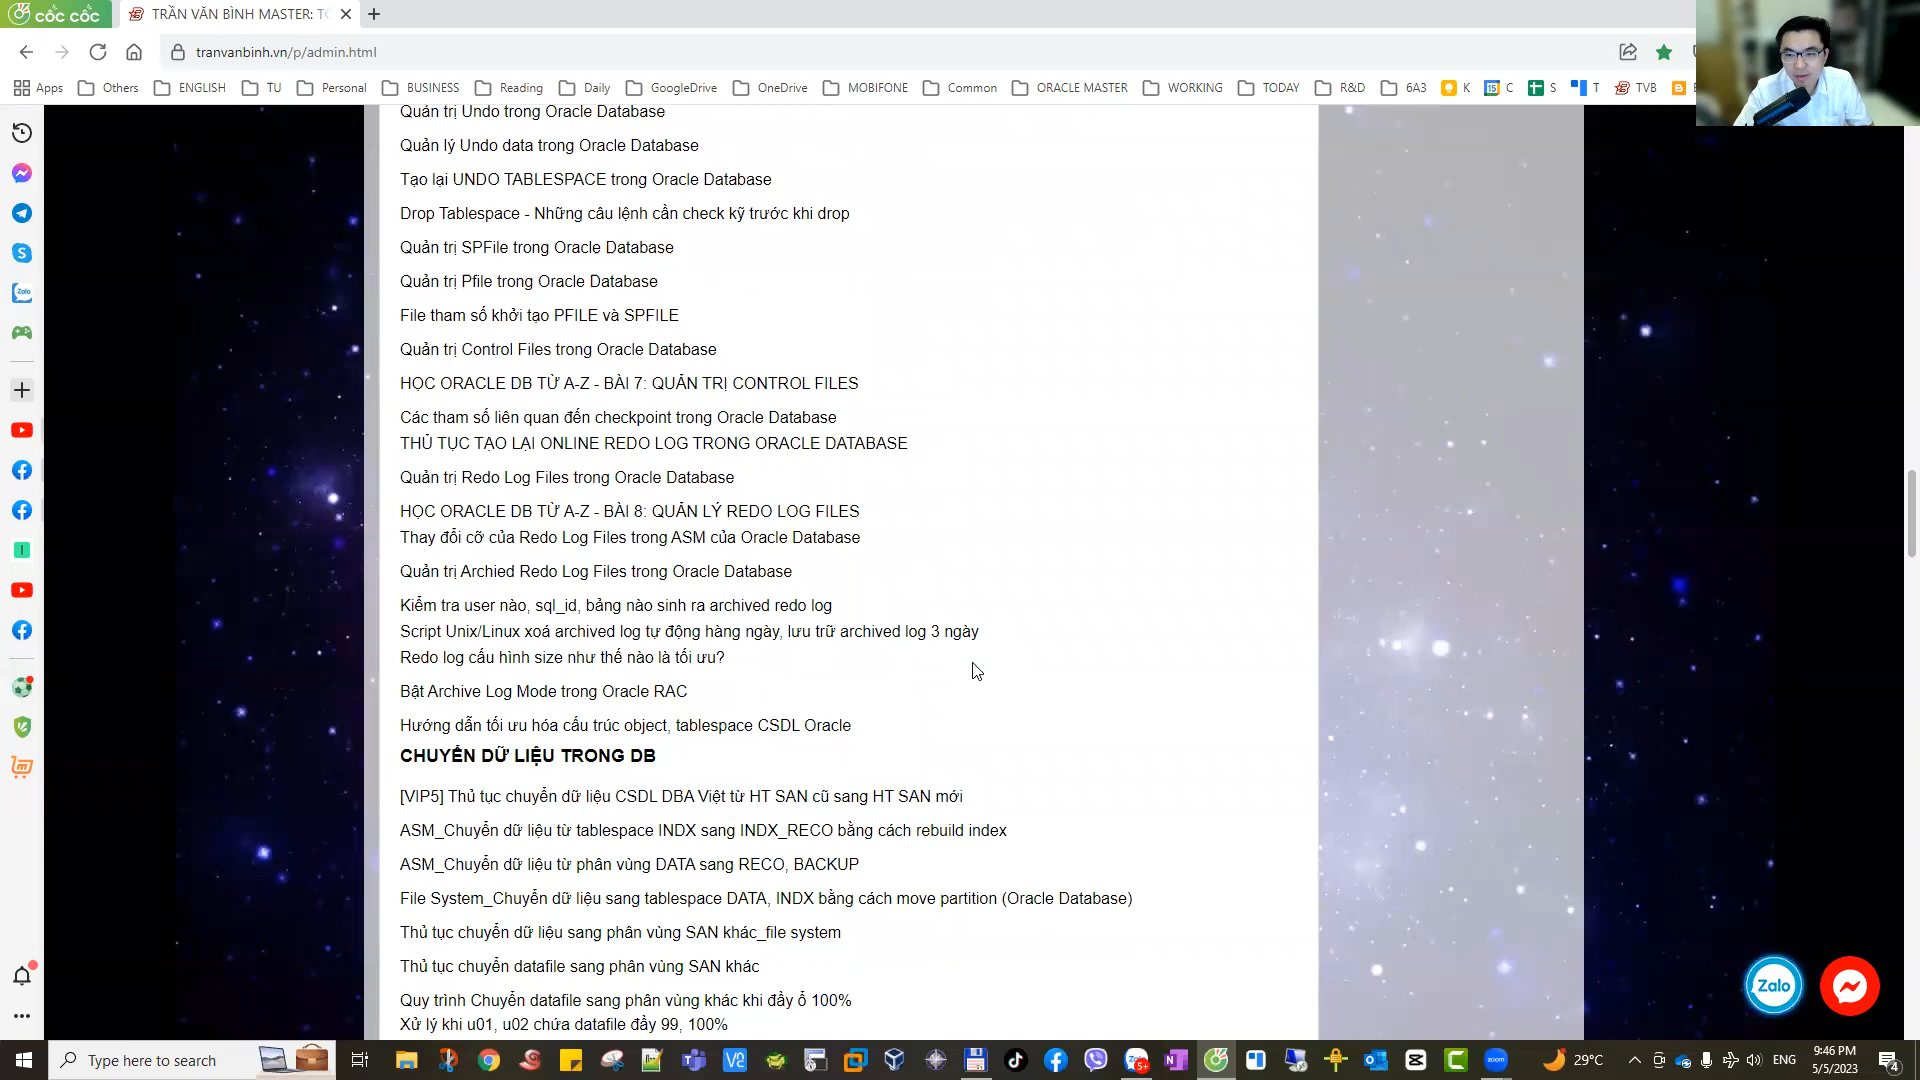 cốc cốc
TRẦN VĂN BÌNH MASTER: TỔ
tranvanbinh.vn/p/admin.html
Apps Others ENGLISH TU Personal BUSINESS Reading Daily GoogleDrive OneDrive MOBIFONE Common ORACLE MASTER WORKING TODAY R&D 6A3 K C S T TVB
Quản trị Undo trong Oracle Database
Quản lý Undo data trong Oracle Database
Tạo lại UNDO TABLESPACE trong Oracle Database
Drop Tablespace - Những câu lệnh cần check kỹ trước khi drop
Quản trị SPFile trong Oracle Database
Quản trị Pfile trong Oracle Database
File tham số khởi tạo PFILE và SPFILE
Quản trị Control Files trong Oracle Database
HỌC ORACLE DB TỪ A-Z - BÀI 7: QUẢN TRỊ CONTROL FILES
Các tham số liên quan đến checkpoint trong Oracle Database
THỦ TỤC TẠO LẠI ONLINE REDO LOG TRONG ORACLE DATABASE
Quản trị Redo Log Files trong Oracle Database
HỌC ORACLE DB TỪ A-Z - BÀI 8: QUẢN LÝ REDO LOG FILES
Thay đổi cỡ của Redo Log Files trong ASM của Oracle Database
Quản trị Archied Redo Log Files trong Oracle Database
Kiểm tra user nào, sql_id, bảng nào sinh ra archived redo log
Script Unix/Linux xoá archived log tự động hàng ngày, lưu trữ archived log 3 ngày
Redo log cấu hình size như thế nào là tối ưu?
Bật Archive Log Mode trong Oracle RAC
Hướng dẫn tối ưu hóa cấu trúc object, tablespace CSDL Oracle
CHUYỂN DỮ LIỆU TRONG DB
[VIP5] Thủ tục chuyển dữ liệu CSDL DBA Việt từ HT SAN cũ sang HT SAN mới
ASM_Chuyển dữ liệu từ tablespace INDX sang INDX_RECO bằng cách rebuild index
ASM_Chuyển dữ liệu từ phân vùng DATA sang RECO, BACKUP
File System_Chuyển dữ liệu sang tablespace DATA, INDX bằng cách move partition (Oracle Database)
Thủ tục chuyển dữ liệu sang phân vùng SAN khác_file system
Thủ tục chuyển datafile sang phân vùng SAN khác
Quy trình Chuyển datafile sang phân vùng khác khi đầy ổ 100%
Xử lý khi u01, u02 chứa datafile đầy 99, 100%
Zalo
Type here to search
29°C
ENG
9:46 PM
5/5/2023
4